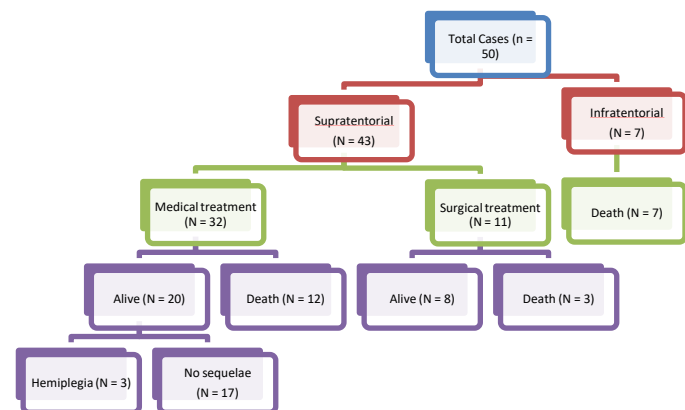 Total Cases (n =
50)
Supratentorial
(N = 43)
Infratentorial
(N = 7)
Medical treatment
(N = 32)
Surgical treatment
(N = 11)
Death (N = 7)
Alive (N = 20)
Death (N = 12)
Alive (N = 8)
Death (N = 3)
Hemiplegia (N = 3)
No sequelae
(N = 17)